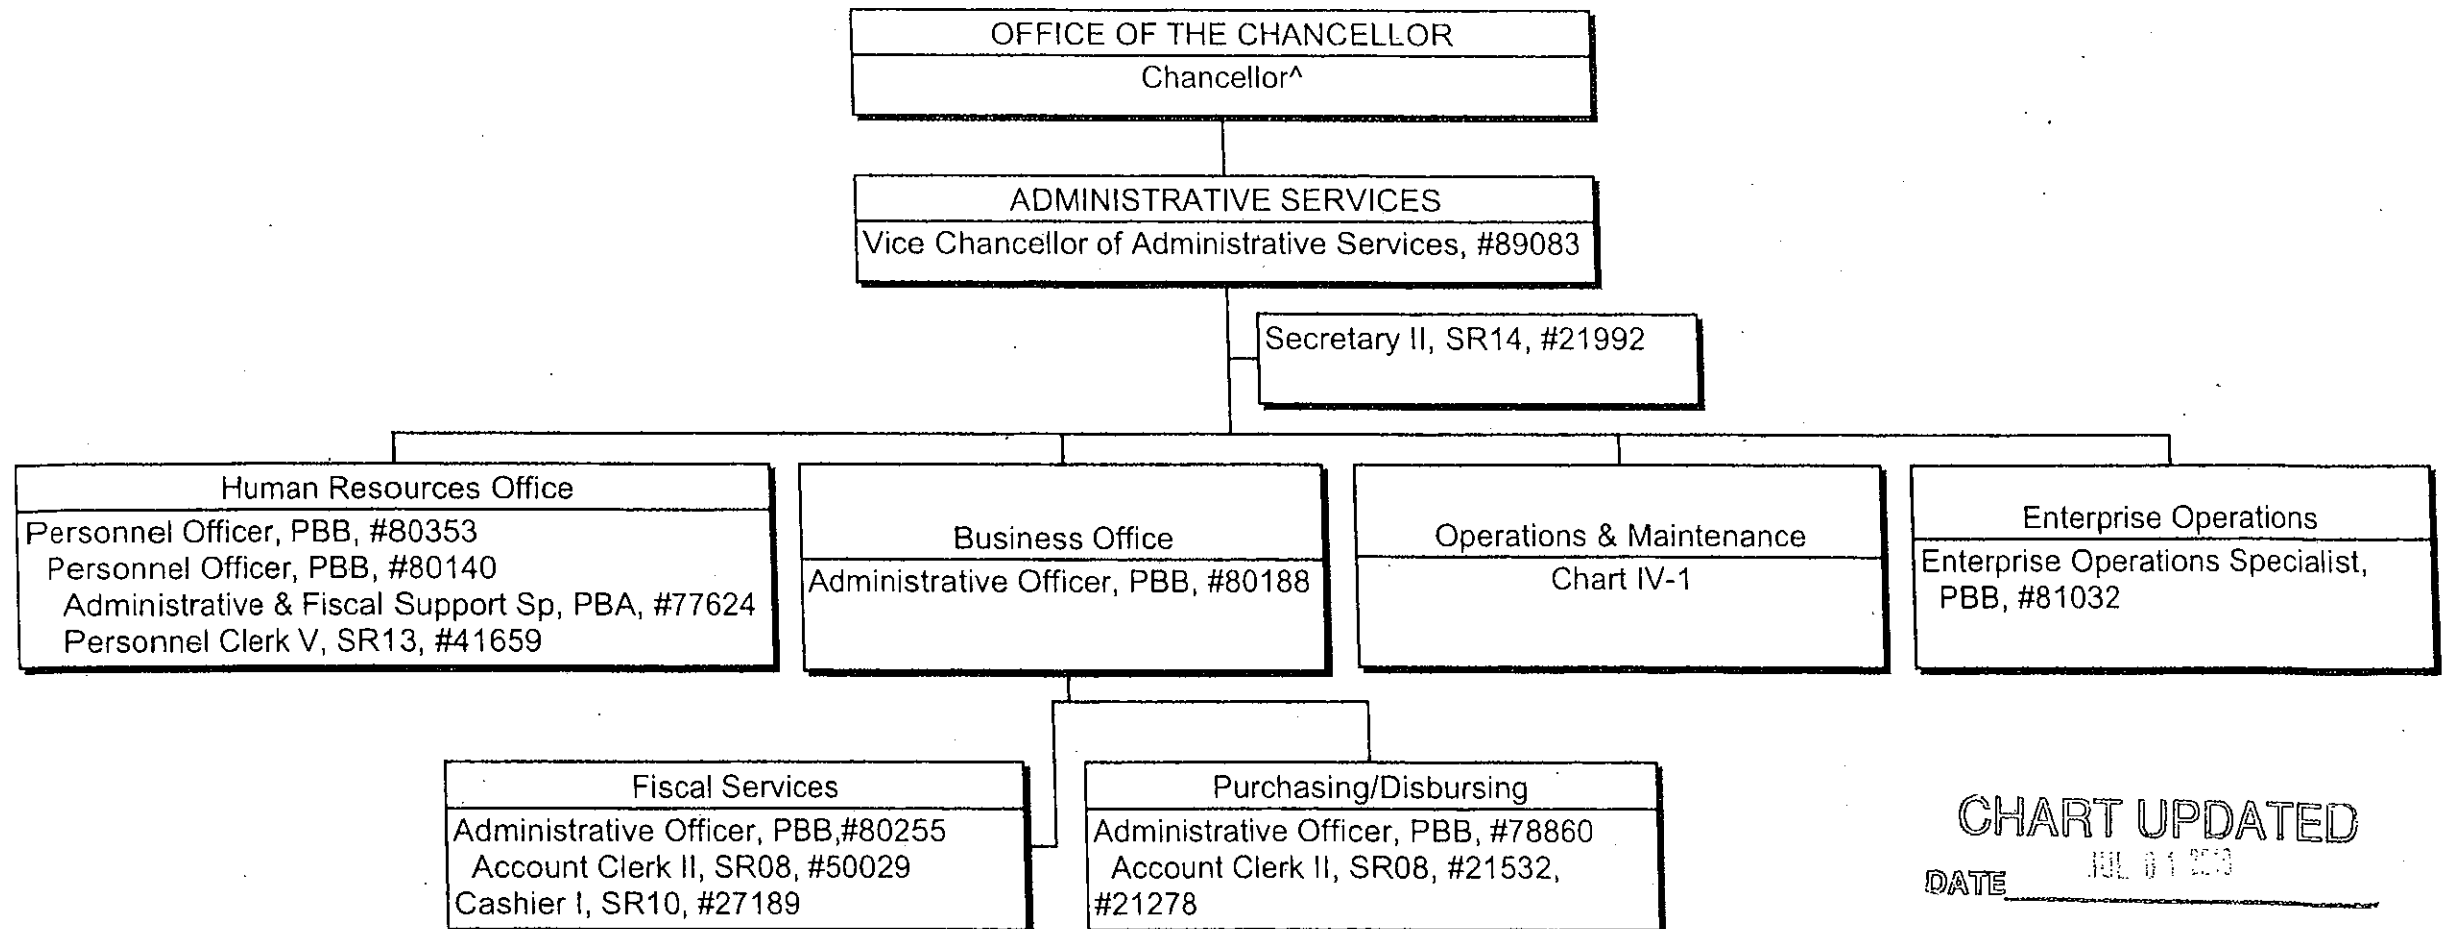 OFFICE OF THE CHANCELLOR
Chancellor^
ADMINISTRATIVE SERVICES
Vice Chancellor of Administrative Services, #89083
Secretary II, SR14, #21992
Human Resources Office
Personnel Officer, PBB, #80353
Personnel Officer, PBB, #80140
Administrative & Fiscal Support Sp, PBA, #77624
Personnel Clerk V, SR13, #41659
Business Office
Administrative Officer, PBB, #80188
Operations & Maintenance
Chart IV-1
Enterprise Operations
Enterprise Operations Specialist,
PBB, #81032
Fiscal Services
Administrative Officer, PBB,#80255
Account Clerk II, SR08, #50029
Cashier I, SR10, #27189
Purchasing/Disbursing
Administrative Officer, PBB, #78860
Account Clerk II, SR08, #21532,
#21278
CHART UPDATED
DATE JUL